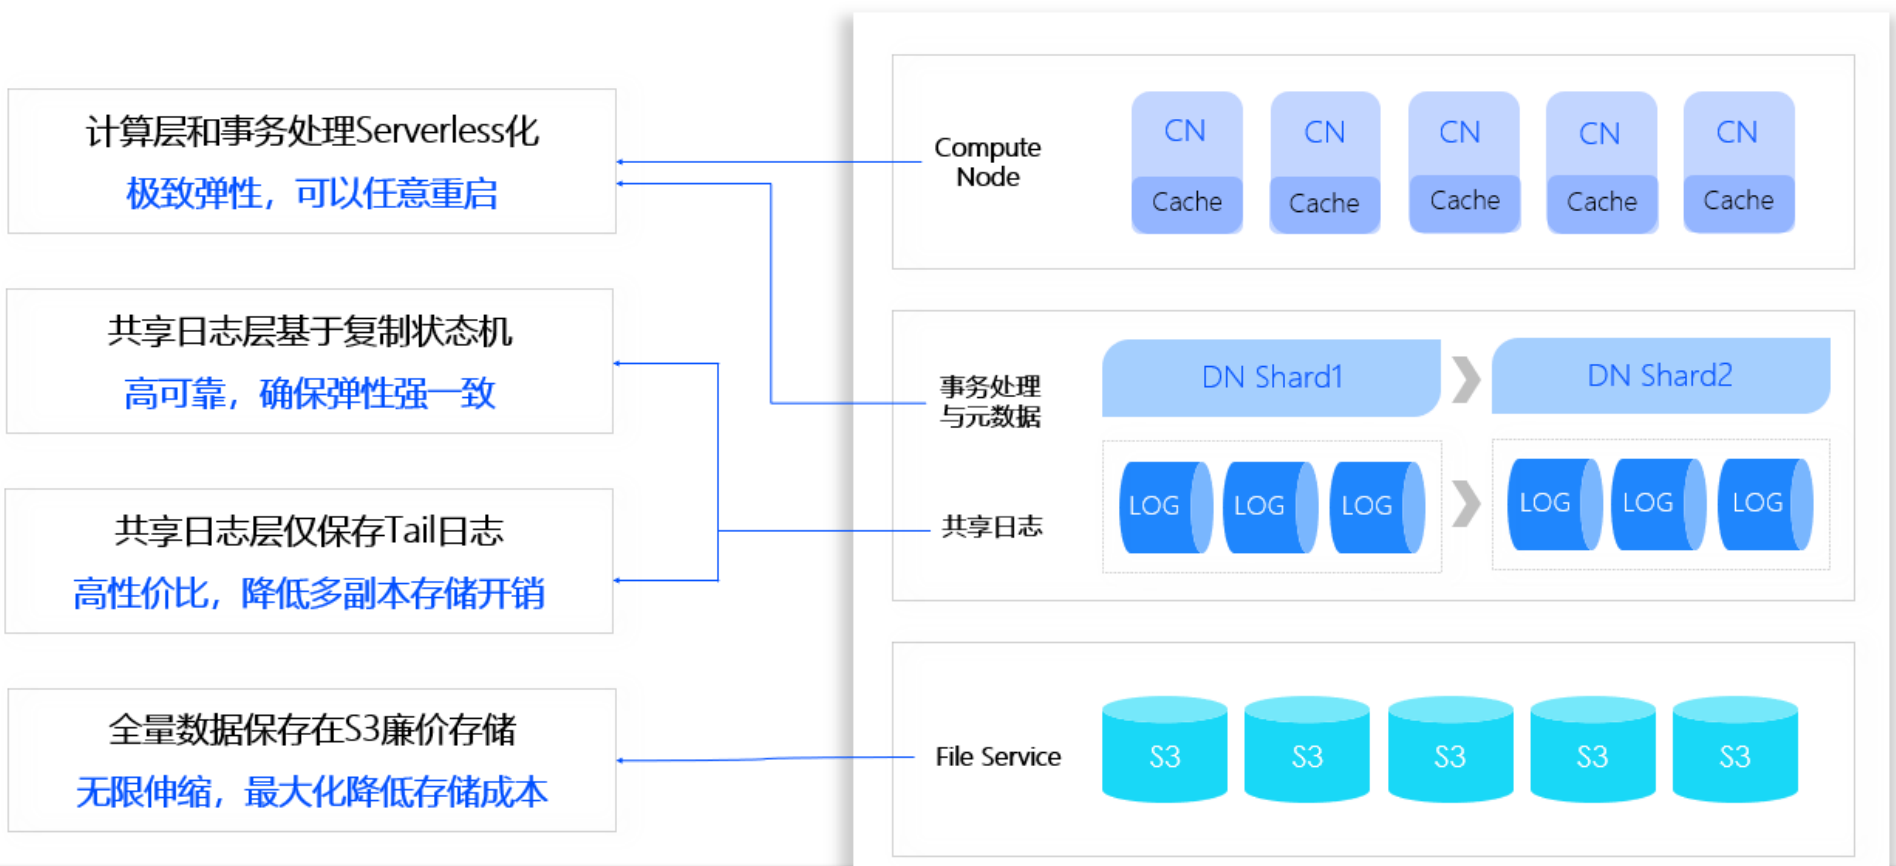 计算层和事务处理Serverless化
极致弹性，可以任意重启
共享日志层基于复制状态机
高可靠，确保弹性强一致
共享日志层仅保存Tail日志
高性价比，降低多副本存储开销
全量数据保存在S3廉价存储
无限伸缩，最大化降低存储成本
Compute
Node
CN CN CN CN CN
Cache Cache Cache Cache Cache
事务处理
与元数据
DN Shard1 DN Shard2
共享日志
LOG LOG LOG LOG LOG LOG
File Service
S3 S3 S3 S3 S3